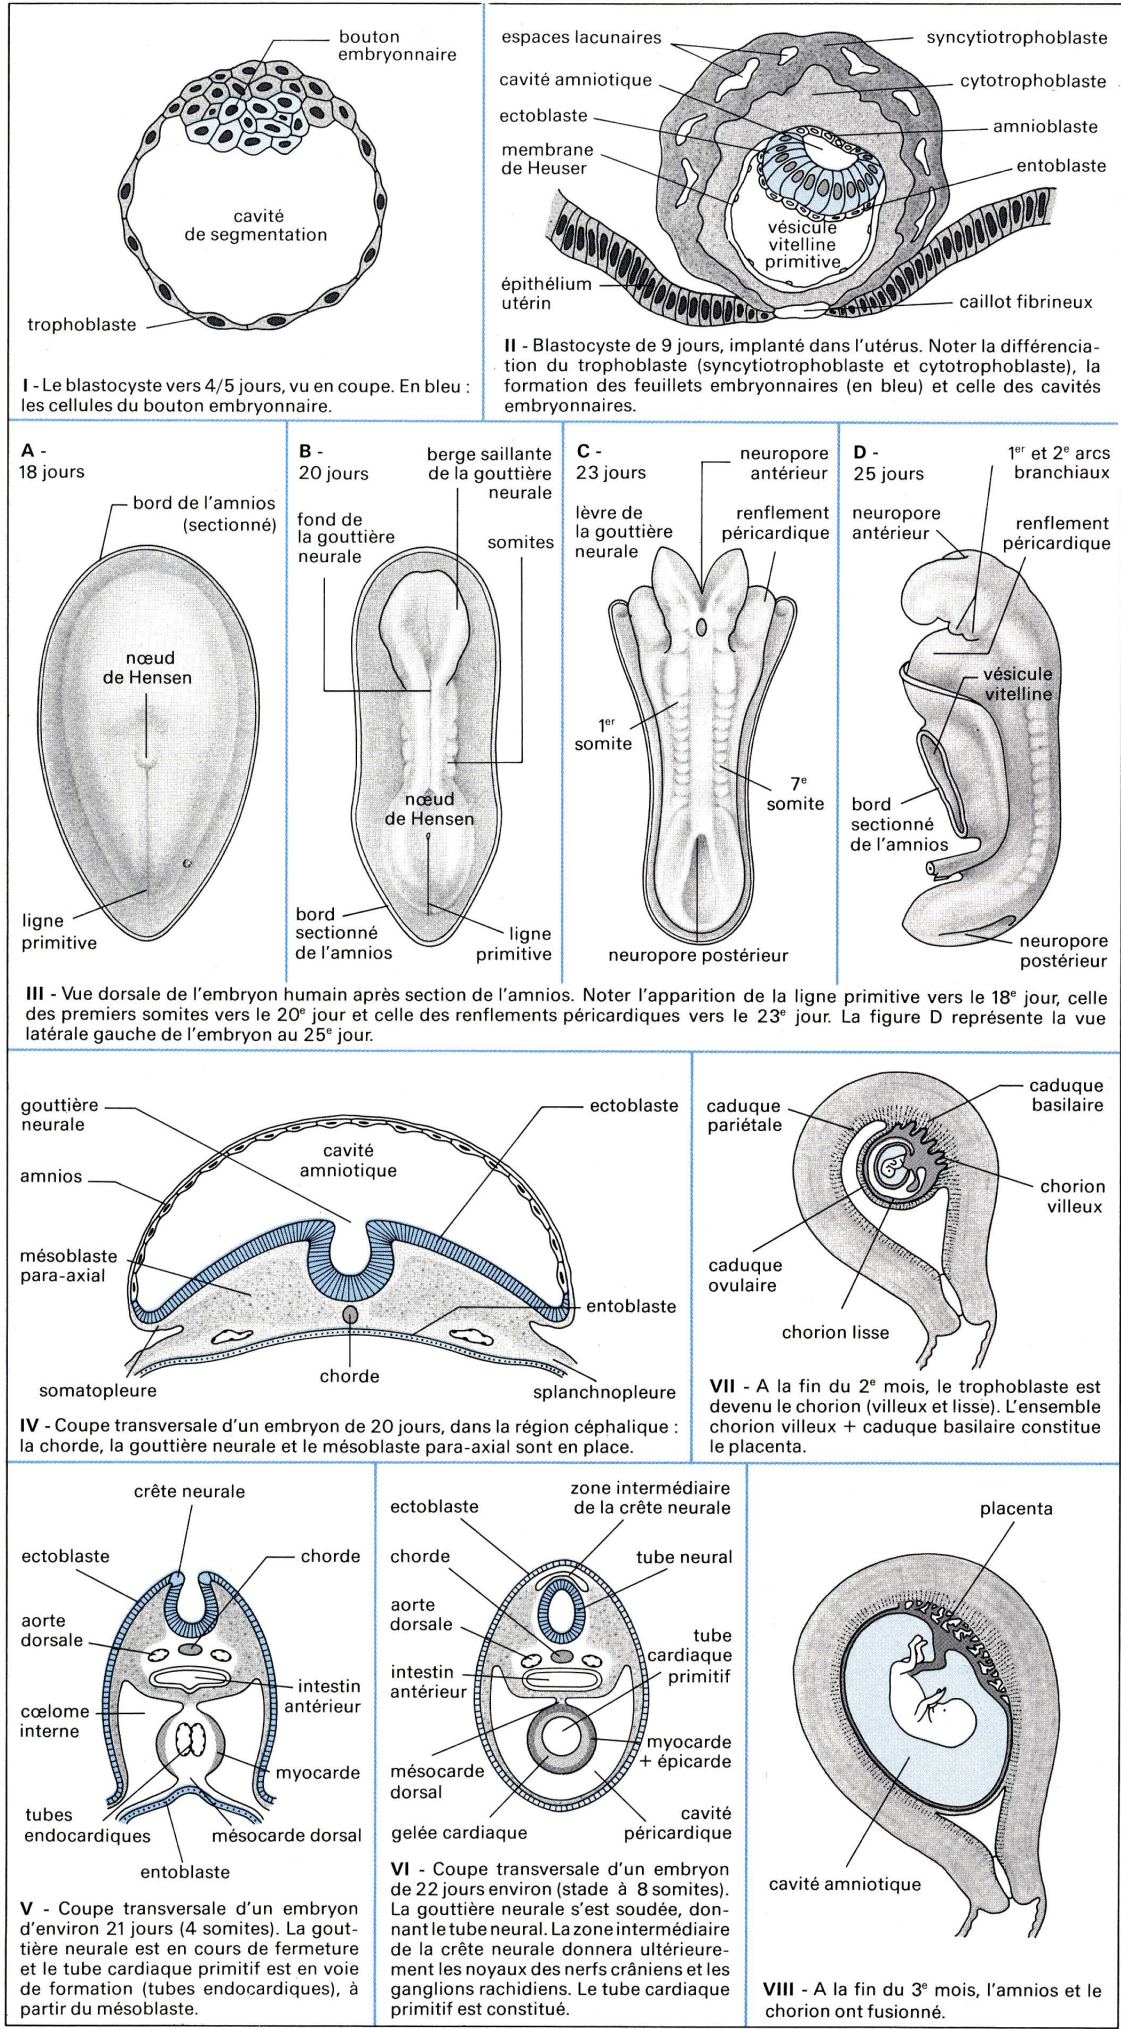 bouton
embryonnaire
cavité
de segmentation
trophoblaste
I - Le blastocyste vers 4/5 jours, vu en coupe. En bleu :
les cellules du bouton embryonnaire.
espaces lacunaires
cavité amniotique
ectoblaste
membrane
de Heuser
épithélium
utérin
vésicule
vitelline
primitive
syncytiotrophoblaste
cytotrophoblaste
amnioblaste
entoblaste
caillot fibrineux
II - Blastocyste de 9 jours, implanté dans l'utérus. Noter la différencia-
tion du trophoblaste (syncytiotrophoblaste et cytotrophoblaste), la
formation des feuillets embryonnaires (en bleu) et celle des cavités
embryonnaires.
A -
18 jours
bord de l'amnios
(sectionné)
nœud
de Hensen
ligne
primitive
B -
20 jours
berge saillante
de la gouttière
neurale
fond de
la gouttière
neurale
somites
nœud
de Hensen
bord
sectionné
de l'amnios
ligne
primitive
C -
23 jours
neuropore
antérieur
lèvre de
la gouttière
neurale
renflement
péricardique
1er
somite
7e
somite
neuropore postérieur
D -
25 jours
1er et 2e arcs
branchiaux
neuropore
antérieur
renflement
péricardique
vésicule
vitelline
bord
sectionné
de l'amnios
neuropore
postérieur
III - Vue dorsale de l'embryon humain après section de l'amnios. Noter l'apparition de la ligne primitive vers le 18e jour, celle
des premiers somites vers le 20e jour et celle des renflements péricardiques vers le 23e jour. La figure D représente la vue
latérale gauche de l'embryon au 25e jour.
gouttière
neurale
amnios
mésoblaste
para-axial
cavité
amniotique
ectoblaste
entoblaste
chorde
somatopleure
splanchnopleure
IV - Coupe transversale d'un embryon de 20 jours, dans la région céphalique :
la chorde, la gouttière neurale et le mésoblaste para-axial sont en place.
caduque
pariétale
caduque
basilaire
chorion
villeux
caduque
ovulaire
chorion lisse
VII - A la fin du 2e mois, le trophoblaste est
devenu le chorion (villeux et lisse). L'ensemble
chorion villeux + caduque basilaire constitue
le placenta.
crête neurale
ectoblaste
chorde
aorte
dorsale
intestin
antérieur
cœlome
interne
myocarde
tubes
endocardiques
mésocarde dorsal
entoblaste
V - Coupe transversale d'un embryon
d'environ 21 jours (4 somites). La gout-
tière neurale est en cours de fermeture
et le tube cardiaque primitif est en voie
de formation (tubes endocardiques), à
partir du mésoblaste.
zone intermédiaire
de la crête neurale
ectoblaste
chorde
tube neural
aorte
dorsale
tube
cardiaque
primitif
intestin
antérieur
myocarde
+ épicarde
mésocarde
dorsal
cavité
péricardique
gelée cardiaque
VI - Coupe transversale d'un embryon
de 22 jours environ (stade à 8 somites).
La gouttière neurale s'est soudée, don-
nant le tube neural. La zone intermédiaire
de la crête neurale donnera ultérieure-
ment les noyaux des nerfs crâniens et les
ganglions rachidiens. Le tube cardiaque
primitif est constitué.
placenta
cavité amniotique
VIII - A la fin du 3e mois, l'amnios et le
chorion ont fusionné.